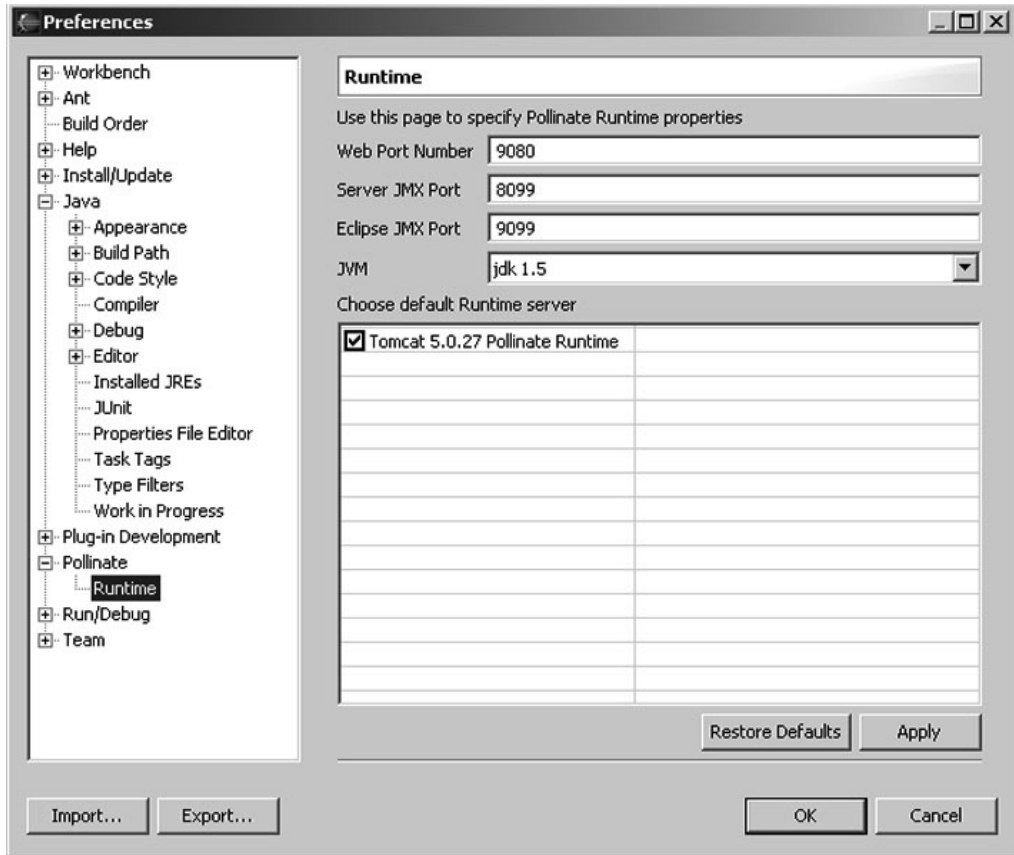 Preferences
Workbench
Ant
Build Order
Help
Install/Update
Java
Appearance
Build Path
Code Style
Compiler
Debug
Editor
Installed JREs
JUnit
Properties File Editor
Task Tags
Type Filters
Work in Progress
Plug-in Development
Pollinate
Runtime
Run/Debug
Team
Runtime
Use this page to specify Pollinate Runtime properties
Web Port Number 9080
Server JMX Port 8099
Eclipse JMX Port 9099
JVM jdk 1.5
Choose default Runtime server
Tomcat 5.0.27 Pollinate Runtime
Restore Defaults Apply
Import... Export... OK Cancel